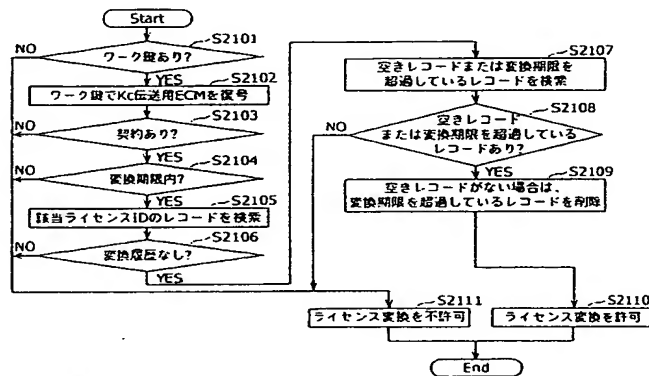 Start
S2101
NO
ワーク鍵あり?
YES
S2102
ワーク鍵でKc伝送用ECMを復号
S2103
契約あり?
YES
S2104
変換期限内?
YES
S2105
該当ライセンスIDのレコードを検索
S2106
NO
変換履歴なし?
YES
S2107
空きレコードまたは変換期限を
超過しているレコードを検索
S2108
NO
空きレコード
または変換期限を超過している
レコードあり?
YES
S2109
空きレコードがない場合は、
変換期限を超過しているレコードを削除
S2111
ライセンス変換を不許可
S2110
ライセンス変換を許可
End